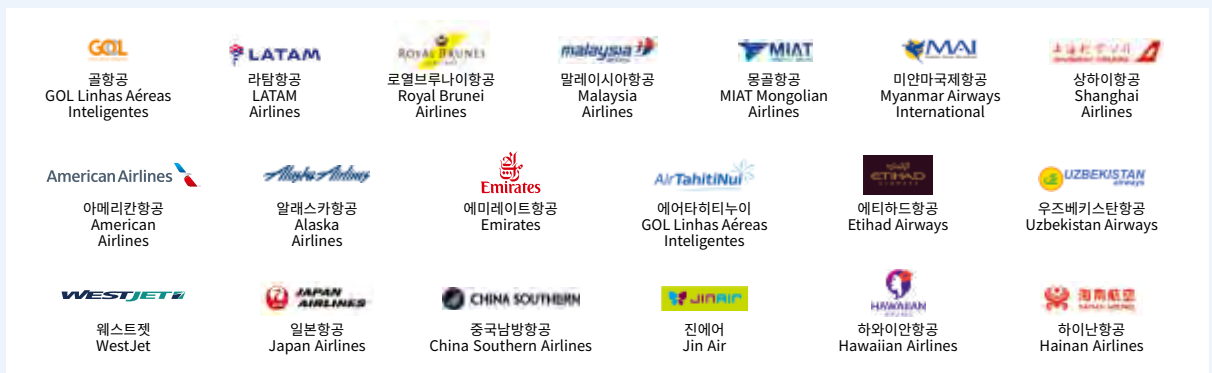 GOL
LATAM
ROYAL BRUNEI
malaysia
MIAT
MAI
골항공
라탐항공
로열브루나이항공
말레이시아항공
몽골항공
미얀마국제항공
상하이항공
GOL Linhas Aéreas
LATAM
Royal Brunei
Malaysia
MIAT Mongolian
Myanmar Airways
Shanghai
Inteligentes
Airlines
Airlines
Airlines
Airlines
International
Airlines
American Airlines
Alaska Airlines
Emirates
AirTahitiNui
ETIHAD
AIRWAYS
UZBEKISTAN
airways
아메리칸항공
알래스카항공
에미레이트항공
에어타히티누이
에티하드항공
우즈베키스탄항공
American
Alaska
Emirates
GOL Linhas Aéreas
Etihad Airways
Uzbekistan Airways
Airlines
Airlines
Inteligentes
WESTJET
JAPAN
AIRLINES
CHINA SOUTHERN
JINAIR
HAWAIIAN
AIRLINES
海南航空
웨스트젯
일본항공
중국남방항공
진에어
하와이안항공
하이난항공
WestJet
Japan Airlines
China Southern Airlines
Jin Air
Hawaiian Airlines
Hainan Airlines